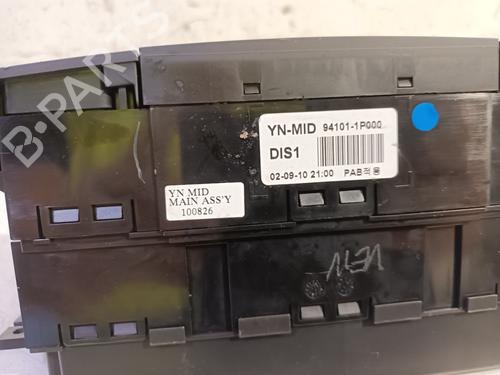 B-PARTS
YN-MID 94101-1P000
DIS1
02-09-10 21:00 PAB
YN MID
MAIN ASS'Y
100826